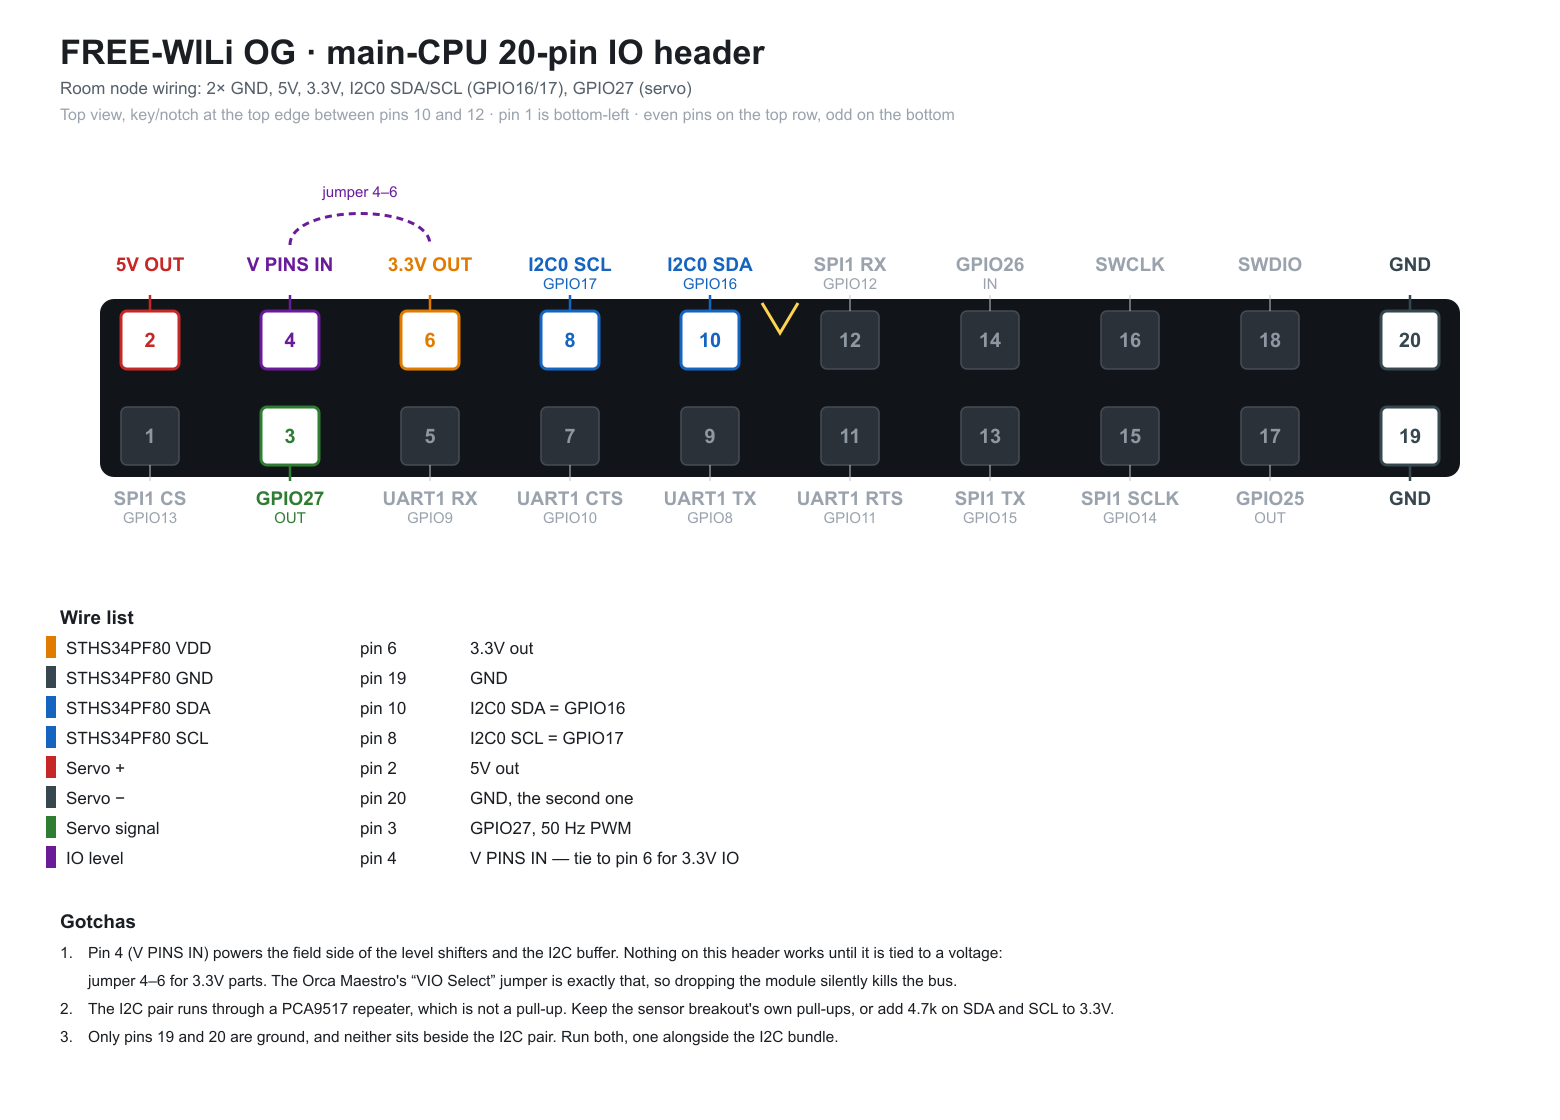 FREE-WILi OG · main-CPU 20-pin IO header
Room node wiring: 2× GND, 5V, 3.3V, I2C0 SDA/SCL (GPIO16/17), GPIO27 (servo)
Top view, key/notch at the top edge between pins 10 and 12 · pin 1 is bottom-left · even pins on the top row, odd on the bottom
jumper 4–6
5V OUT V PINS IN 3.3V OUT I2C0 SCL I2C0 SDA SPI1 RX GPIO26 SWCLK SWDIO GND
GPIO17 GPIO16 GPIO12 IN
2 4 6 8 10 12 14 16 18 20
1 3 5 7 9 11 13 15 17 19
SPI1 CS GPIO27 UART1 RX UART1 CTS UART1 TX UART1 RTS SPI1 TX SPI1 SCLK GPIO25 GND
GPIO13 OUT GPIO9 GPIO10 GPIO8 GPIO11 GPIO15 GPIO14 OUT
Wire list
STHS34PF80 VDD pin 6 3.3V out
STHS34PF80 GND pin 19 GND
STHS34PF80 SDA pin 10 I2C0 SDA = GPIO16
STHS34PF80 SCL pin 8 I2C0 SCL = GPIO17
Servo + pin 2 5V out
Servo − pin 20 GND, the second one
Servo signal pin 3 GPIO27, 50 Hz PWM
IO level pin 4 V PINS IN — tie to pin 6 for 3.3V IO
Gotchas
1. Pin 4 (V PINS IN) powers the field side of the level shifters and the I2C buffer. Nothing on this header works until it is tied to a voltage:
jumper 4–6 for 3.3V parts. The Orca Maestro's “VIO Select” jumper is exactly that, so dropping the module silently kills the bus.
2. The I2C pair runs through a PCA9517 repeater, which is not a pull-up. Keep the sensor breakout's own pull-ups, or add 4.7k on SDA and SCL to 3.3V.
3. Only pins 19 and 20 are ground, and neither sits beside the I2C pair. Run both, one alongside the I2C bundle.